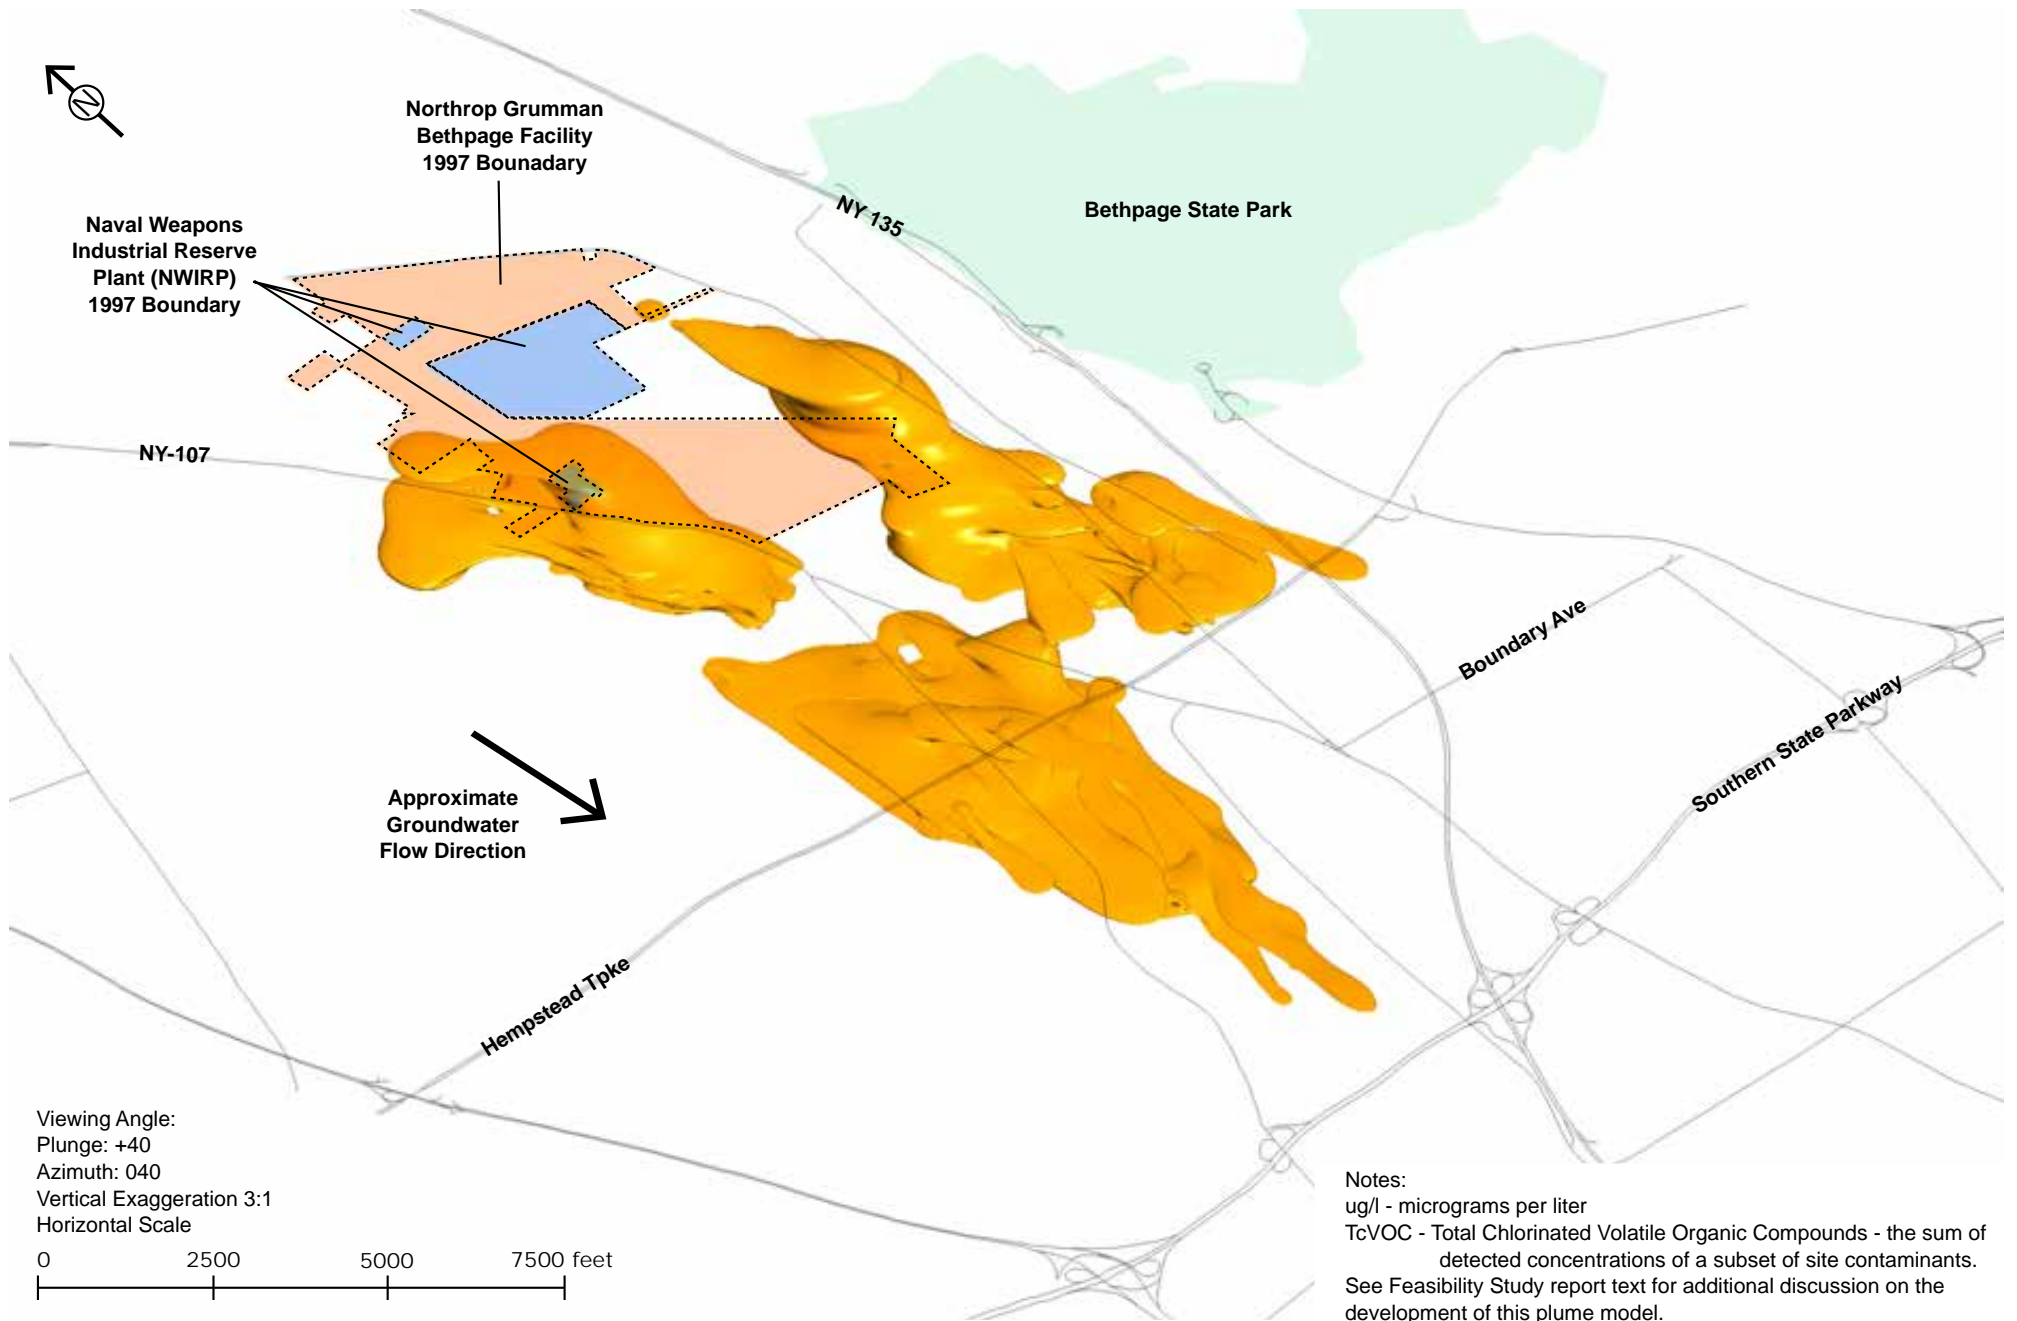 N
Northrop Grumman
Bethpage Facility
1997 Bounadary
Naval Weapons
Industrial Reserve
Plant (NWIRP)
1997 Boundary
Bethpage State Park
NY 135
NY-107
Boundary Ave
Southern State Parkway
Approximate
Groundwater
Flow Direction
Hempstead Tpke
Viewing Angle:
Plunge: +40
Azimuth: 040
Vertical Exaggeration 3:1
Horizontal Scale
0 2500 5000 7500 feet
Notes:
ug/l - micrograms per liter
TcVOC - Total Chlorinated Volatile Organic Compounds - the sum of
detected concentrations of a subset of site contaminants.
See Feasibility Study report text for additional discussion on the
development of this plume model.